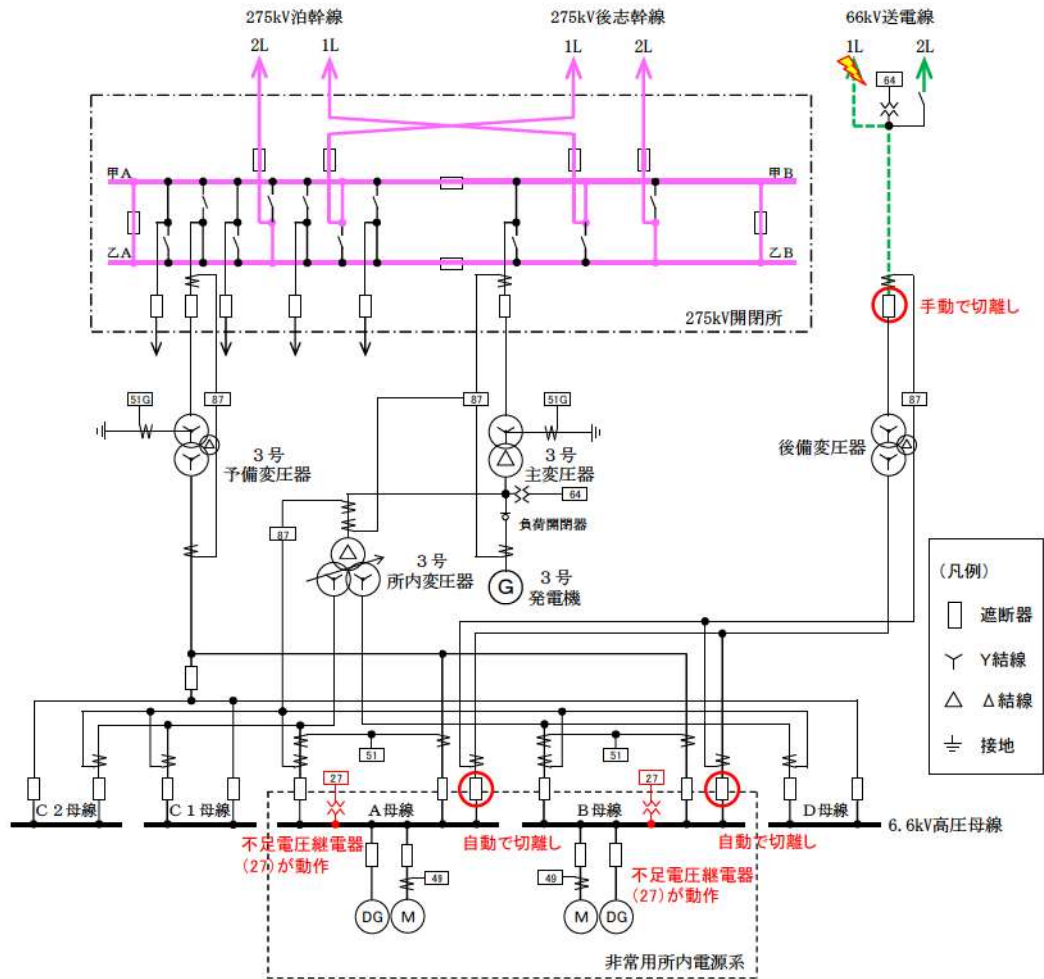 275kV泊幹線
275kV後志幹線
66kV送電線
2L
1L
1L
2L
1L
2L
64
甲A
甲B
乙A
乙B
275kV開閉所
手動で切離し
51G
87
87
51G
87
3号
予備変圧器
3号
主変圧器
後備変圧器
64
負荷開閉器
87
3号
所内変圧器
G
3号
発電機
(凡例)
遮断器
Y結線
Δ結線
接地
51
51
27
27
C2母線
C1母線
A母線
B母線
D母線
6.6kV高圧母線
不足電圧継電器
(27)が動作
自動で切離し
自動で切離し
不足電圧継電器
(27)が動作
49
49
DG
M
M
DG
非常用所内電源系